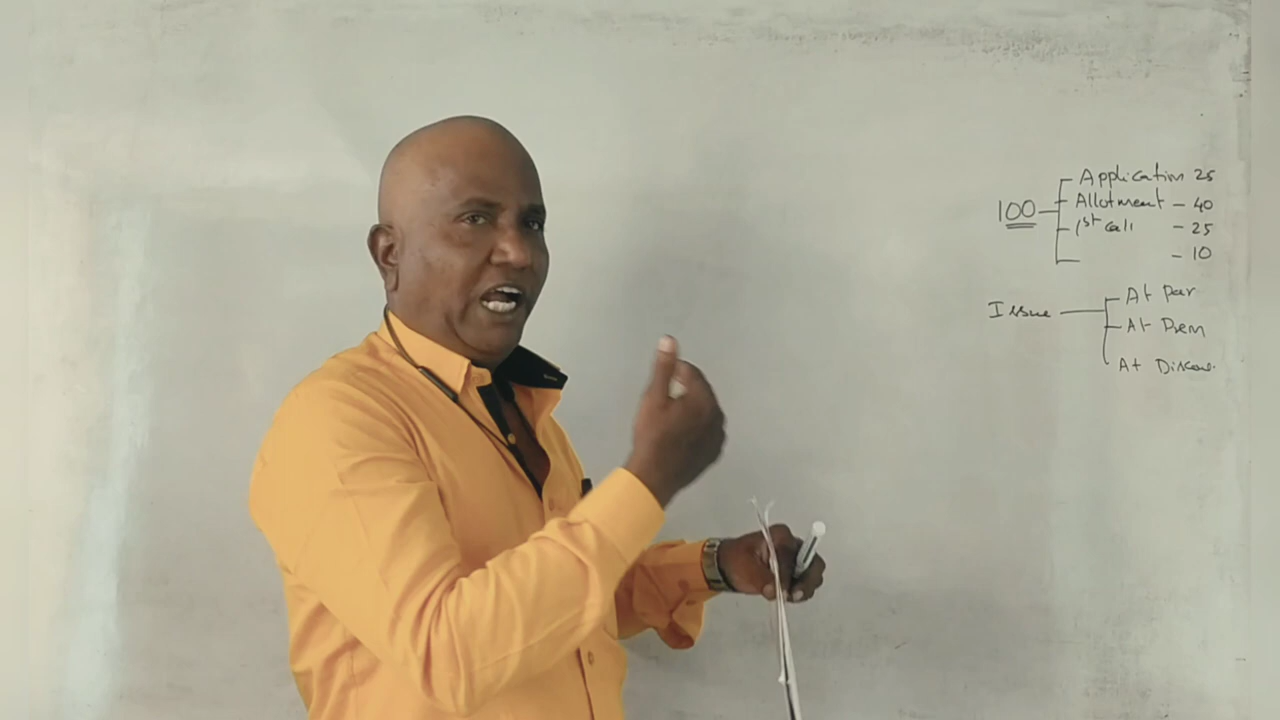 Application 25
100 Allotment - 40
1st call - 25
- 10
At par
Issue At Prem
At Discou.